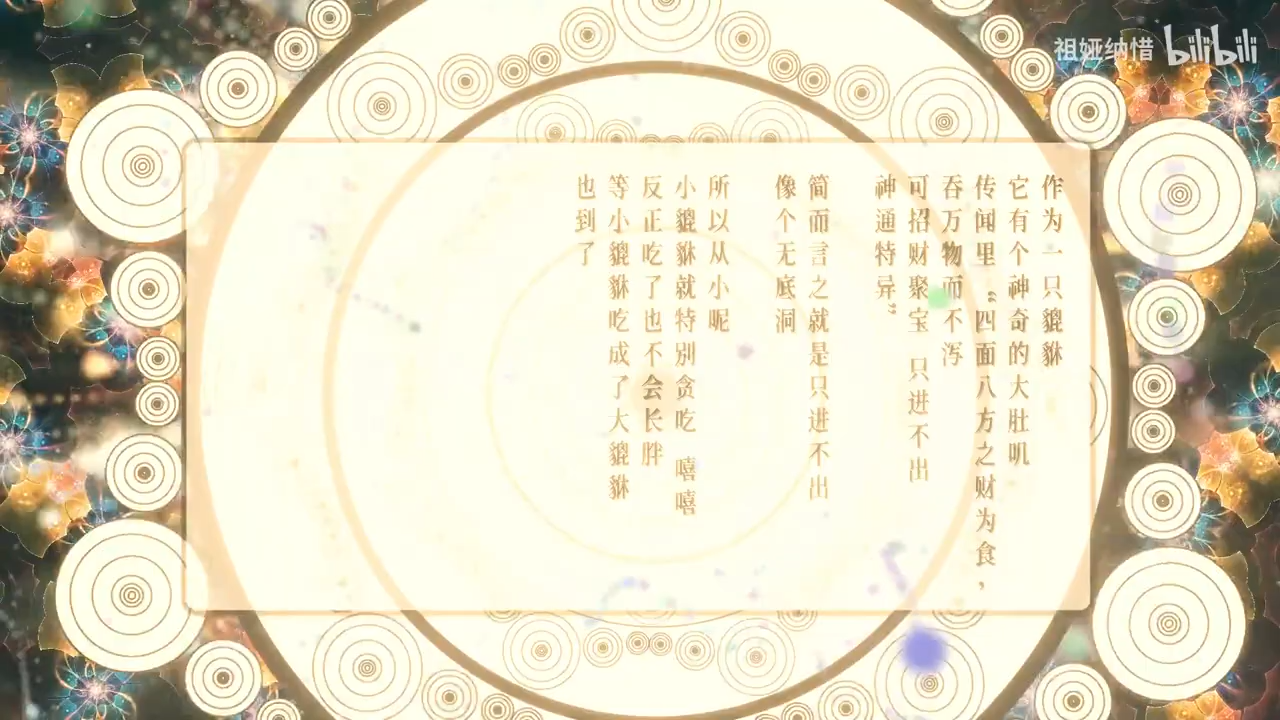 祖娅纳惜 bilibili
作为一只貔貅
它有个神奇的大肚叽
传闻里“四面八方之财为食，
吞万物而不泻
可招财聚宝 只进不出
神通特异”
简而言之就是只进不出
像个无底洞
所以从小呢
小貔貅就特别贪吃 嘻嘻
反正吃了也不会长胖
等小貔貅吃成了大貔貅
也到了